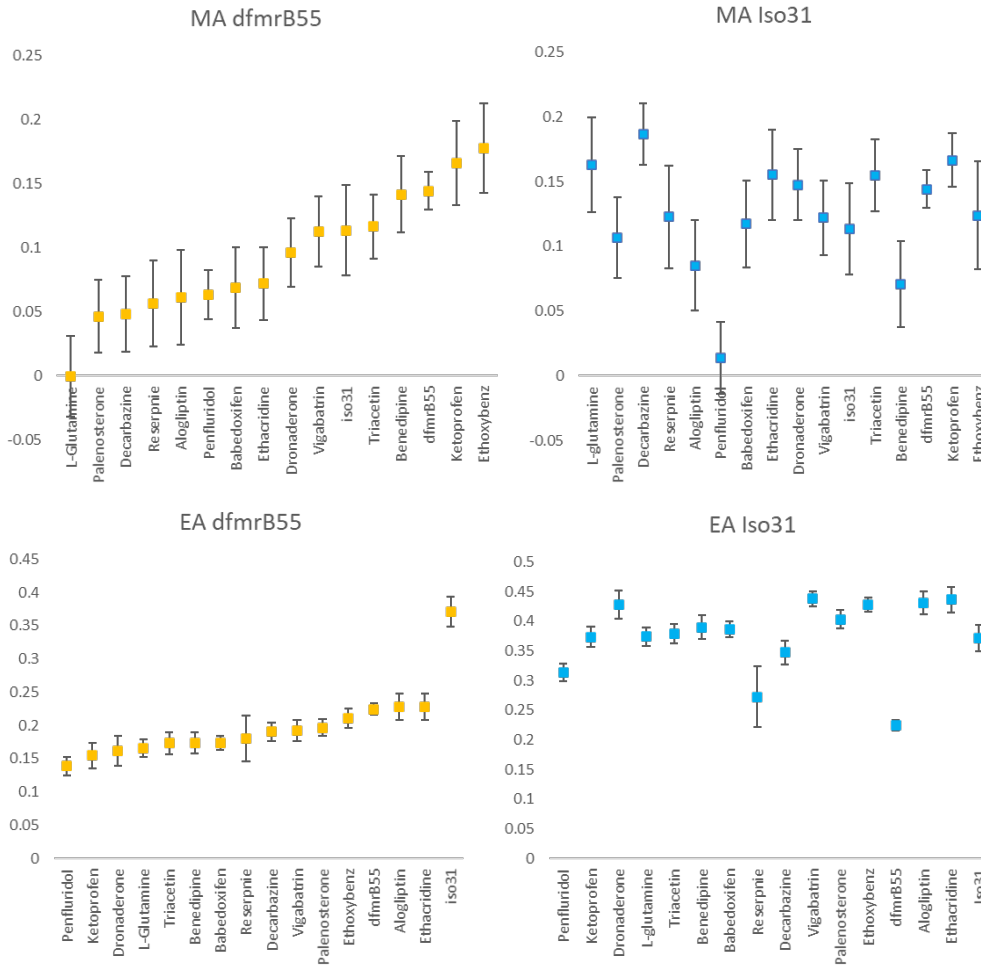 MA dfmrB55
0.25
0.2
0.15
0.1
0.05
0
-0.05
L-Glutamine
Palenosterone
Decarbazine
Reserpnie
Alogliptin
Penfluridol
Babedoxifen
Ethacridine
Dronaderone
Vigabatrin
iso31
Triacetin
Benedipine
dfmrB55
Ketoprofen
Ethoxybenz
MA Iso31
0.25
0.2
0.15
0.1
0.05
0
-0.05
L-glutamine
Palenosterone
Decarbazine
Reserpnie
Alogliptin
Penfluridol
Babedoxifen
Ethacridine
Dronaderone
Vigabatrin
iso31
Triacetin
Benedipine
dfmrB55
Ketoprofen
Ethoxybenz
EA dfmrB55
0.45
0.4
0.35
0.3
0.25
0.2
0.15
0.1
0.05
0
Penfluridol
Ketoprofen
Dronaderone
L-Glutamine
Triacetin
Benedipine
Babedoxifen
Reserpnie
Decarbazine
Vigabatrin
Palenosterone
Ethoxybenz
dfmrB55
Alogliptin
Ethacridine
iso31
EA Iso31
0.5
0.45
0.4
0.35
0.3
0.25
0.2
0.15
0.1
0.05
0
Penfluridol
Ketoprofen
Dronaderone
L-glutamine
Triacetin
Benedipine
Babedoxifen
Reserpnie
Decarbazine
Vigabatrin
Palenosterone
Ethoxybenz
dfmrB55
Alogliptin
Ethacridine
Iso31